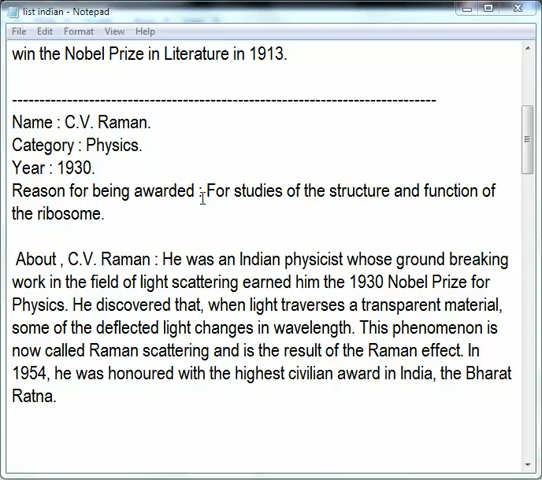 list indian - Notepad
File Edit Format View Help
win the Nobel Prize in Literature in 1913.
--------------------------------------------------------------------------------
Name : C.V. Raman.
Category : Physics.
Year : 1930.
Reason for being awarded : For studies of the structure and function of
the ribosome.
About , C.V. Raman : He was an Indian physicist whose ground breaking
work in the field of light scattering earned him the 1930 Nobel Prize for
Physics. He discovered that, when light traverses a transparent material,
some of the deflected light changes in wavelength. This phenomenon is
now called Raman scattering and is the result of the Raman effect. In
1954, he was honoured with the highest civilian award in India, the Bharat
Ratna.